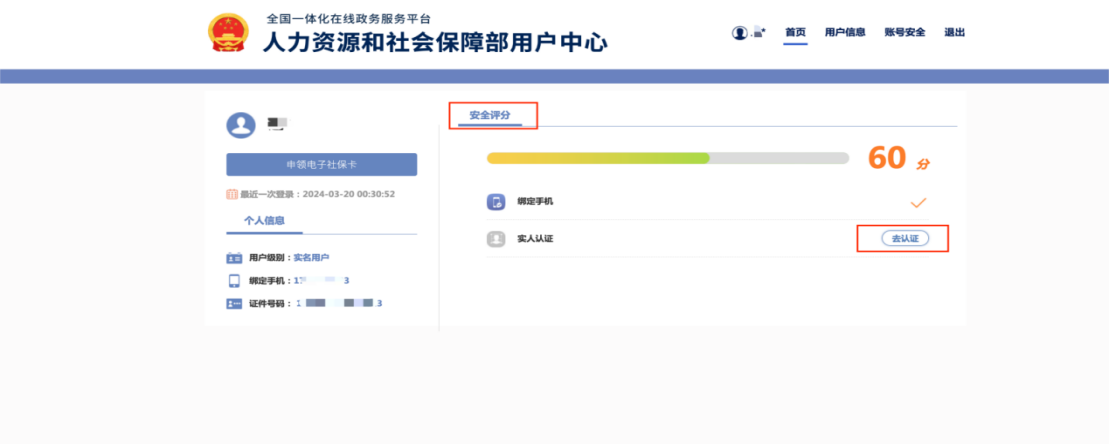 全国一体化在线政务服务平台
人力资源和社会保障部用户中心
首页 用户信息 账号安全 退出
申领电子社保卡
最近一次登录：2024-03-20 00:30:52
个人信息
用户级别：实名用户
绑定手机：17 3
证件号码：1 3
安全评分
60 分
绑定手机
实人认证
去认证